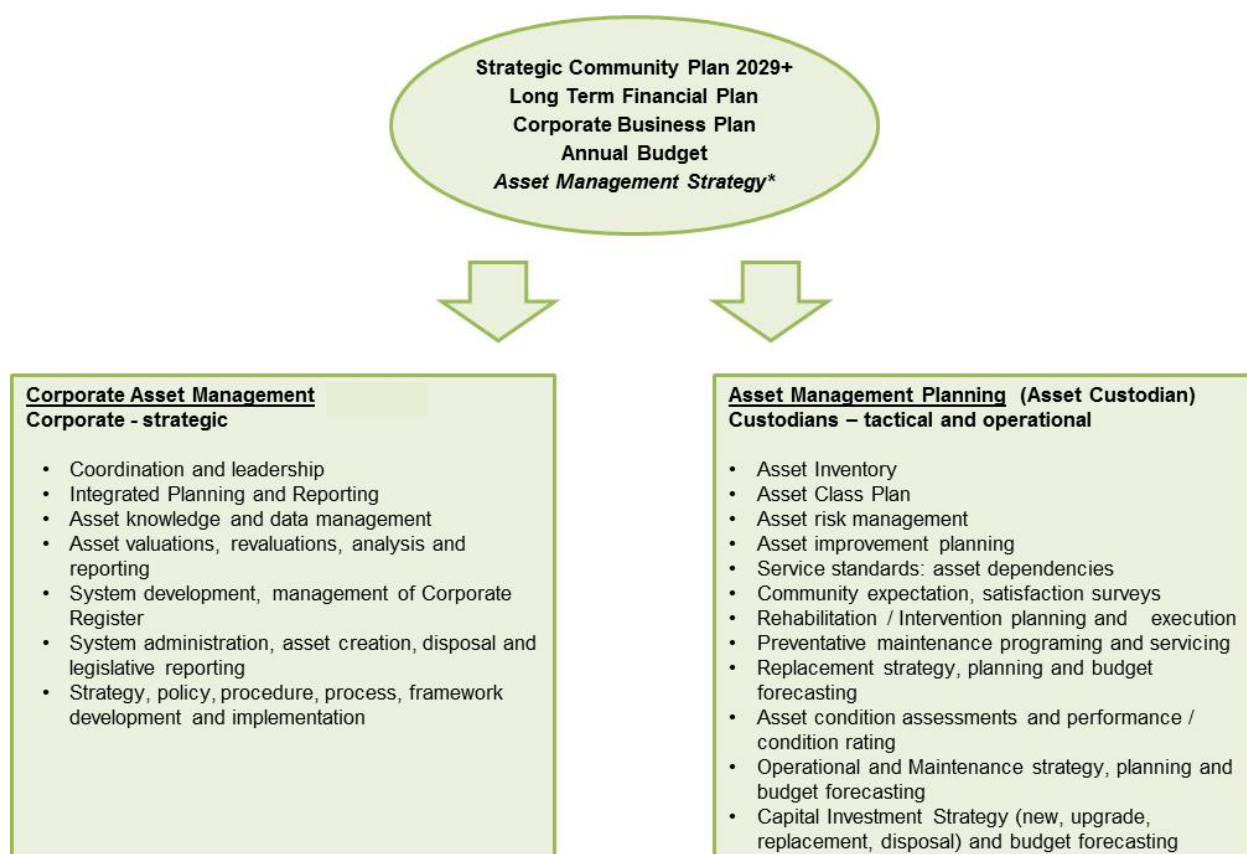 Strategic Community Plan 2029+
Long Term Financial Plan
Corporate Business Plan
Annual Budget
Asset Management Strategy*
Corporate Asset Management
Corporate - strategic
• Coordination and leadership
• Integrated Planning and Reporting
• Asset knowledge and data management
• Asset valuations, revaluations, analysis and
reporting
• System development, management of Corporate
Register
• System administration, asset creation, disposal and
legislative reporting
• Strategy, policy, procedure, process, framework
development and implementation
Asset Management Planning (Asset Custodian)
Custodians – tactical and operational
• Asset Inventory
• Asset Class Plan
• Asset risk management
• Asset improvement planning
• Service standards: asset dependencies
• Community expectation, satisfaction surveys
• Rehabilitation / Intervention planning and execution
• Preventative maintenance programing and servicing
• Replacement strategy, planning and budget
forecasting
• Asset condition assessments and performance /
condition rating
• Operational and Maintenance strategy, planning and
budget forecasting
• Capital Investment Strategy (new, upgrade,
replacement, disposal) and budget forecasting